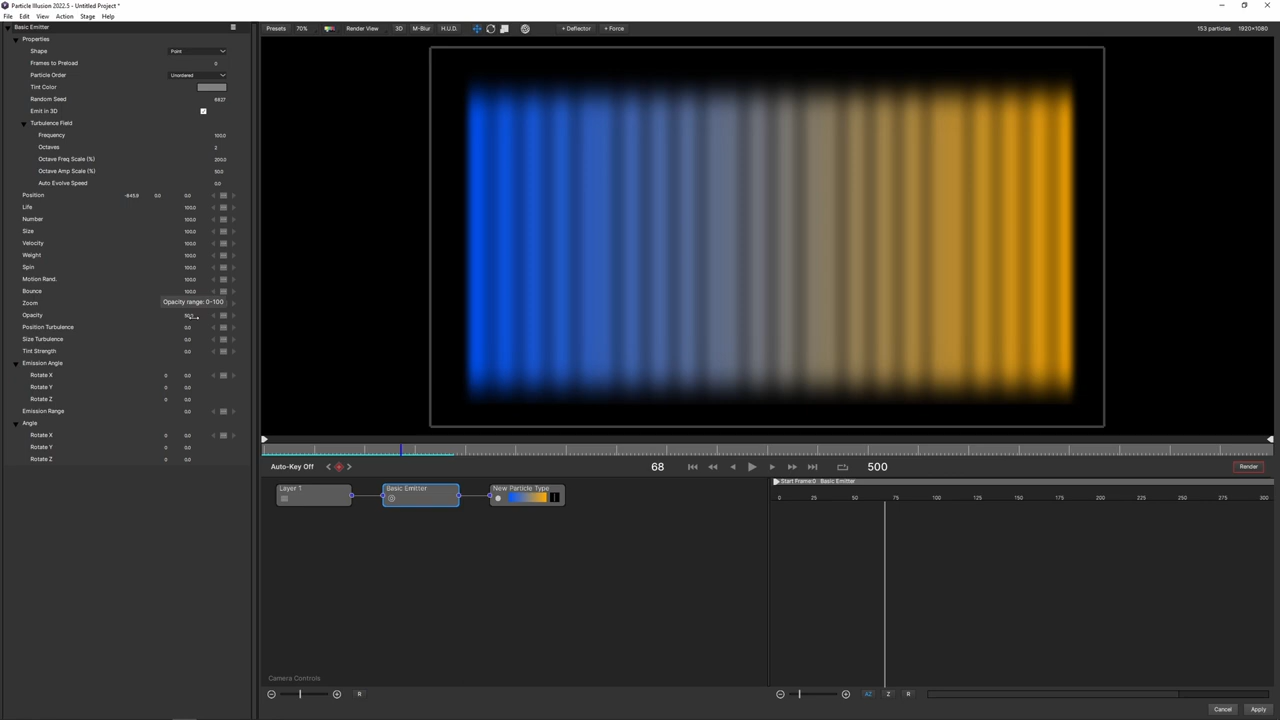 Particle Illusion 2022.5 - Untitled Project *
File Edit View Action Stage Help
Basic Emitter
Presets 70% Render View 3D M-Blur H.U.D. + Deflector + Force 153 particles 1920×1080
Properties
Shape Point
Frames to Preload 0
Particle Order Unordered
Tint Color
Random Seed 6827
Emit in 3D
Turbulence Field
Frequency 100.0
Octaves 2
Octave Freq Scale (%) 200.0
Octave Amp Scale (%) 50.0
Auto Evolve Speed 0.0
Position -845.8 0.0 0.0
Life 100.0
Number 100.0
Size 100.0
Velocity 100.0
Weight 100.0
Spin 100.0
Motion Rand. 100.0
Bounce 100.0
Zoom
Opacity range: 0-100
Opacity
Position Turbulence 0.0
Size Turbulence 0.0
Tint Strength 0.0
Emission Angle
Rotate X 0 0.0
Rotate Y 0 0.0
Rotate Z 0 0.0
Emission Range 0.0
Angle
Rotate X 0 0.0
Rotate Y 0 0.0
Rotate Z 0 0.0
Auto-Key Off 68 500 Render
Layer 1
Basic Emitter
New Particle Type
Start Frame:0 Basic Emitter
0 25 50 75 100 125 150 175 200 225 250 275 300
Camera Controls
R
AZ Z R
Cancel Apply